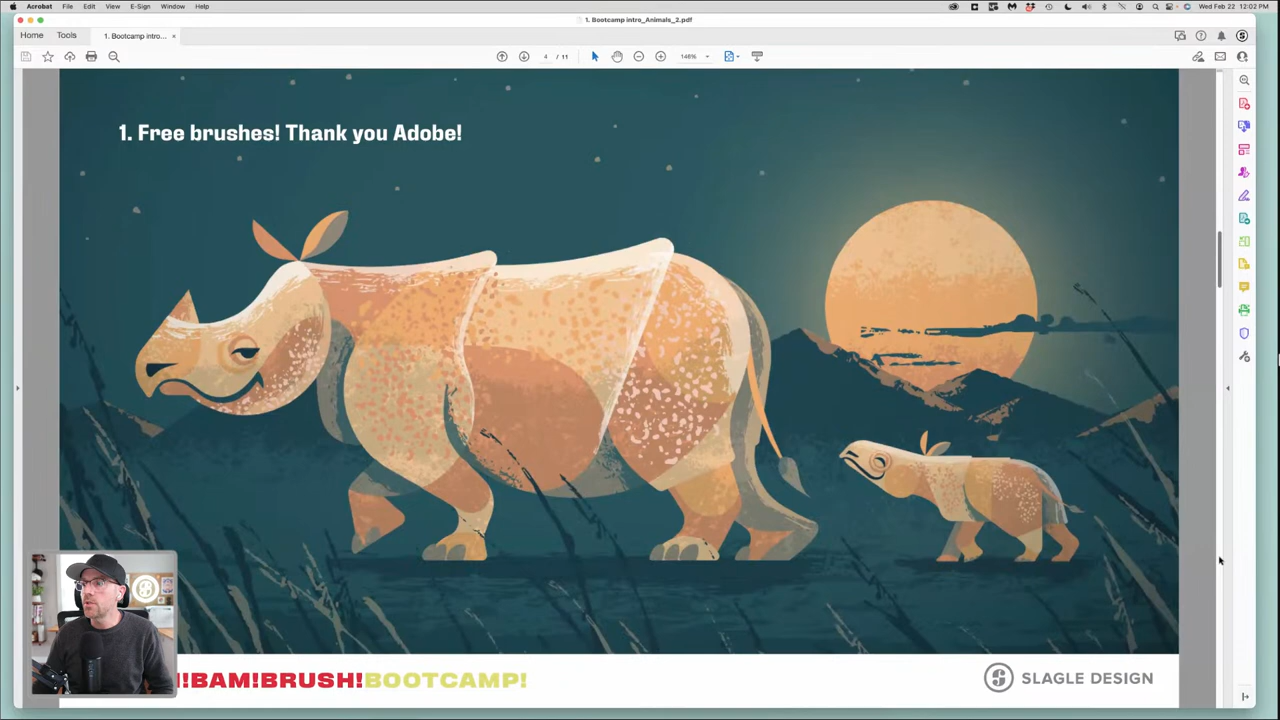 Acrobat File Edit View E-Sign Window Help
Wed Feb 22 12:02 PM
1. Bootcamp intro_Animals_2.pdf
Home Tools 1. Bootcamp intro... ×
4 / 11 146%
1. Free brushes! Thank you Adobe!
!BAM!BRUSH!BOOTCAMP!
SLAGLE DESIGN